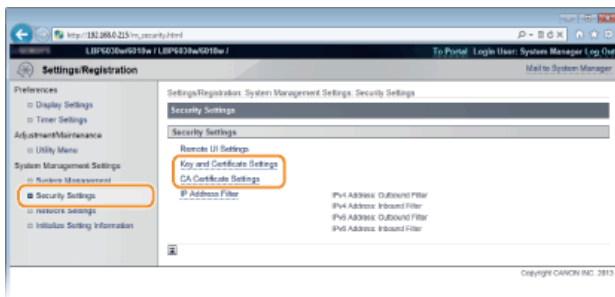 http://192.168.0.215/m_security.html
LBP6030w/6018w / LBP6030w/6018w /
To Portal Login User: System Manager Log Out
Settings/Registration
Mail to System Manager
Preferences
Display Settings
Timer Settings
Adjustment/Maintenance
Utility Menu
System Management Settings
System Management
Security Settings
Network Settings
Initialize Setting Information
Settings/Registration: System Management Settings: Security Settings
Security Settings
Security Settings
Remote UI Settings
Key and Certificate Settings
CA Certificate Settings
IP Address Filter
IPv4 Address: Outbound Filter
IPv4 Address: Inbound Filter
IPv6 Address: Outbound Filter
IPv6 Address: Inbound Filter
Copyright CANON INC. 2013